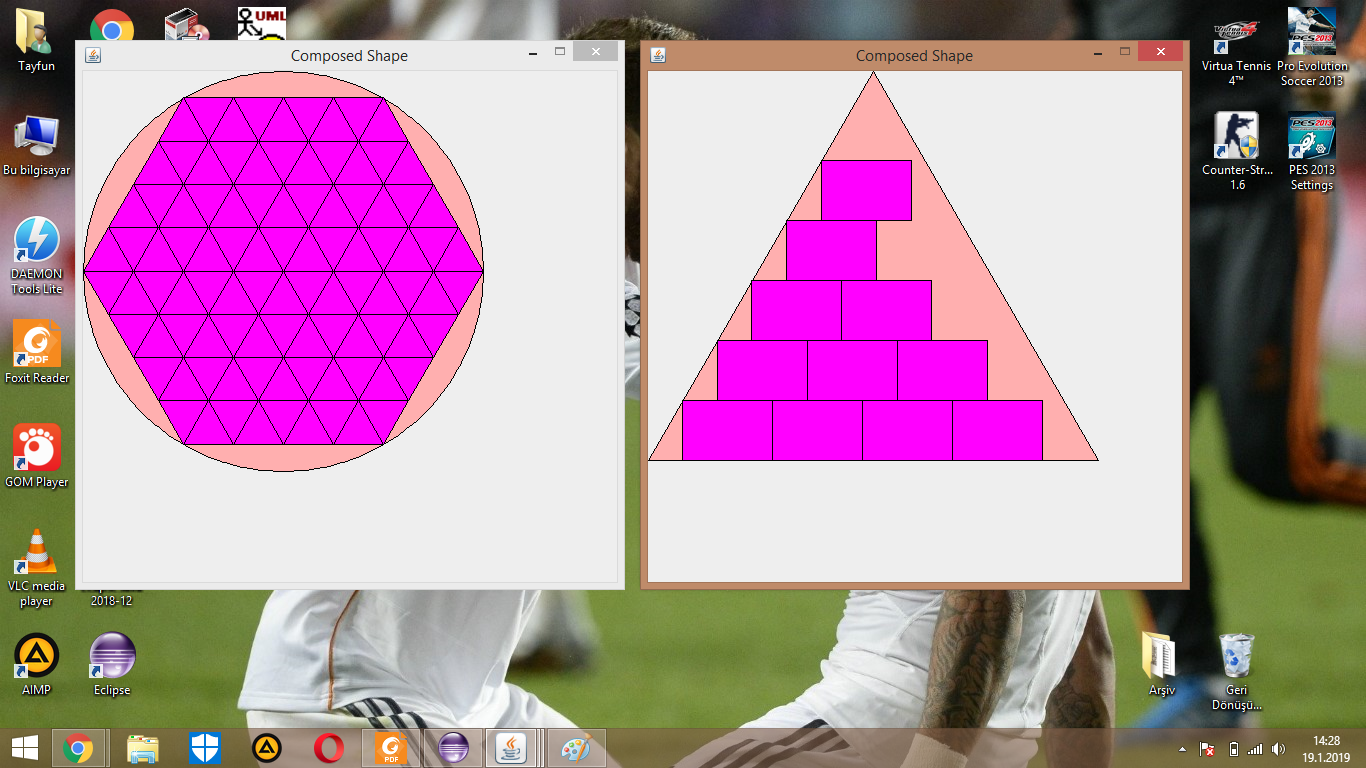 Tayfun
UML
Composed Shape
Composed Shape
Virtua Tennis
4™
Pro Evolution
Soccer 2013
Bu bilgisayar
Counter-Str...
1.6
PES 2013
Settings
DAEMON
Tools Lite
PDF
Foxit Reader
GOM Player
VLC media
player
2018-12
AIMP
Eclipse
Arşiv
Geri
Dönüşü...
PDF
14:28
19.1.2019